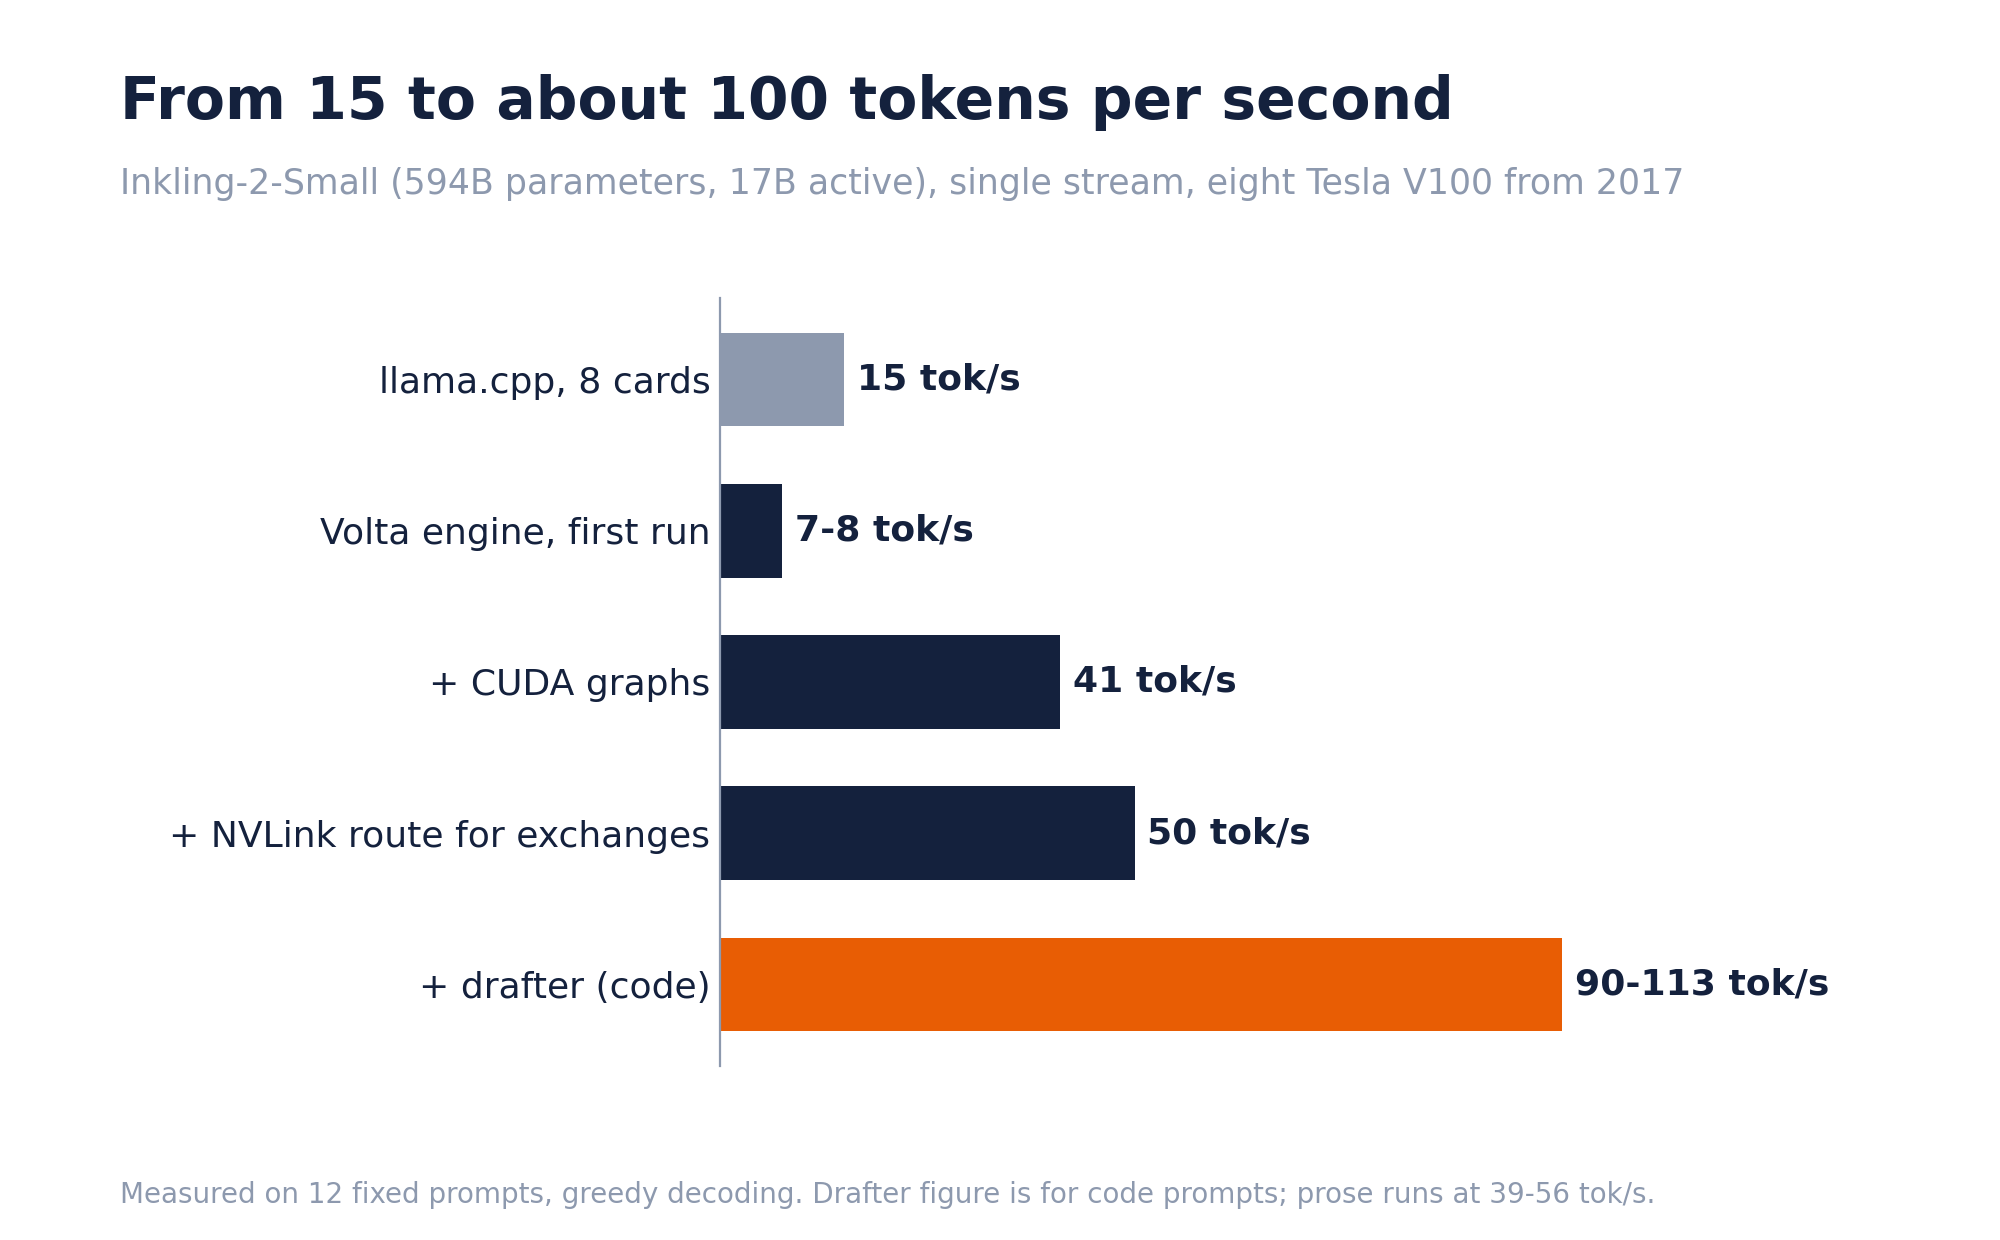 From 15 to about 100 tokens per second
Inkling-2-Small (594B parameters, 17B active), single stream, eight Tesla V100 from 2017
llama.cpp, 8 cards
15 tok/s
Volta engine, first run
7-8 tok/s
+ CUDA graphs
41 tok/s
+ NVLink route for exchanges
50 tok/s
+ drafter (code)
90-113 tok/s
Measured on 12 fixed prompts, greedy decoding. Drafter figure is for code prompts; prose runs at 39-56 tok/s.